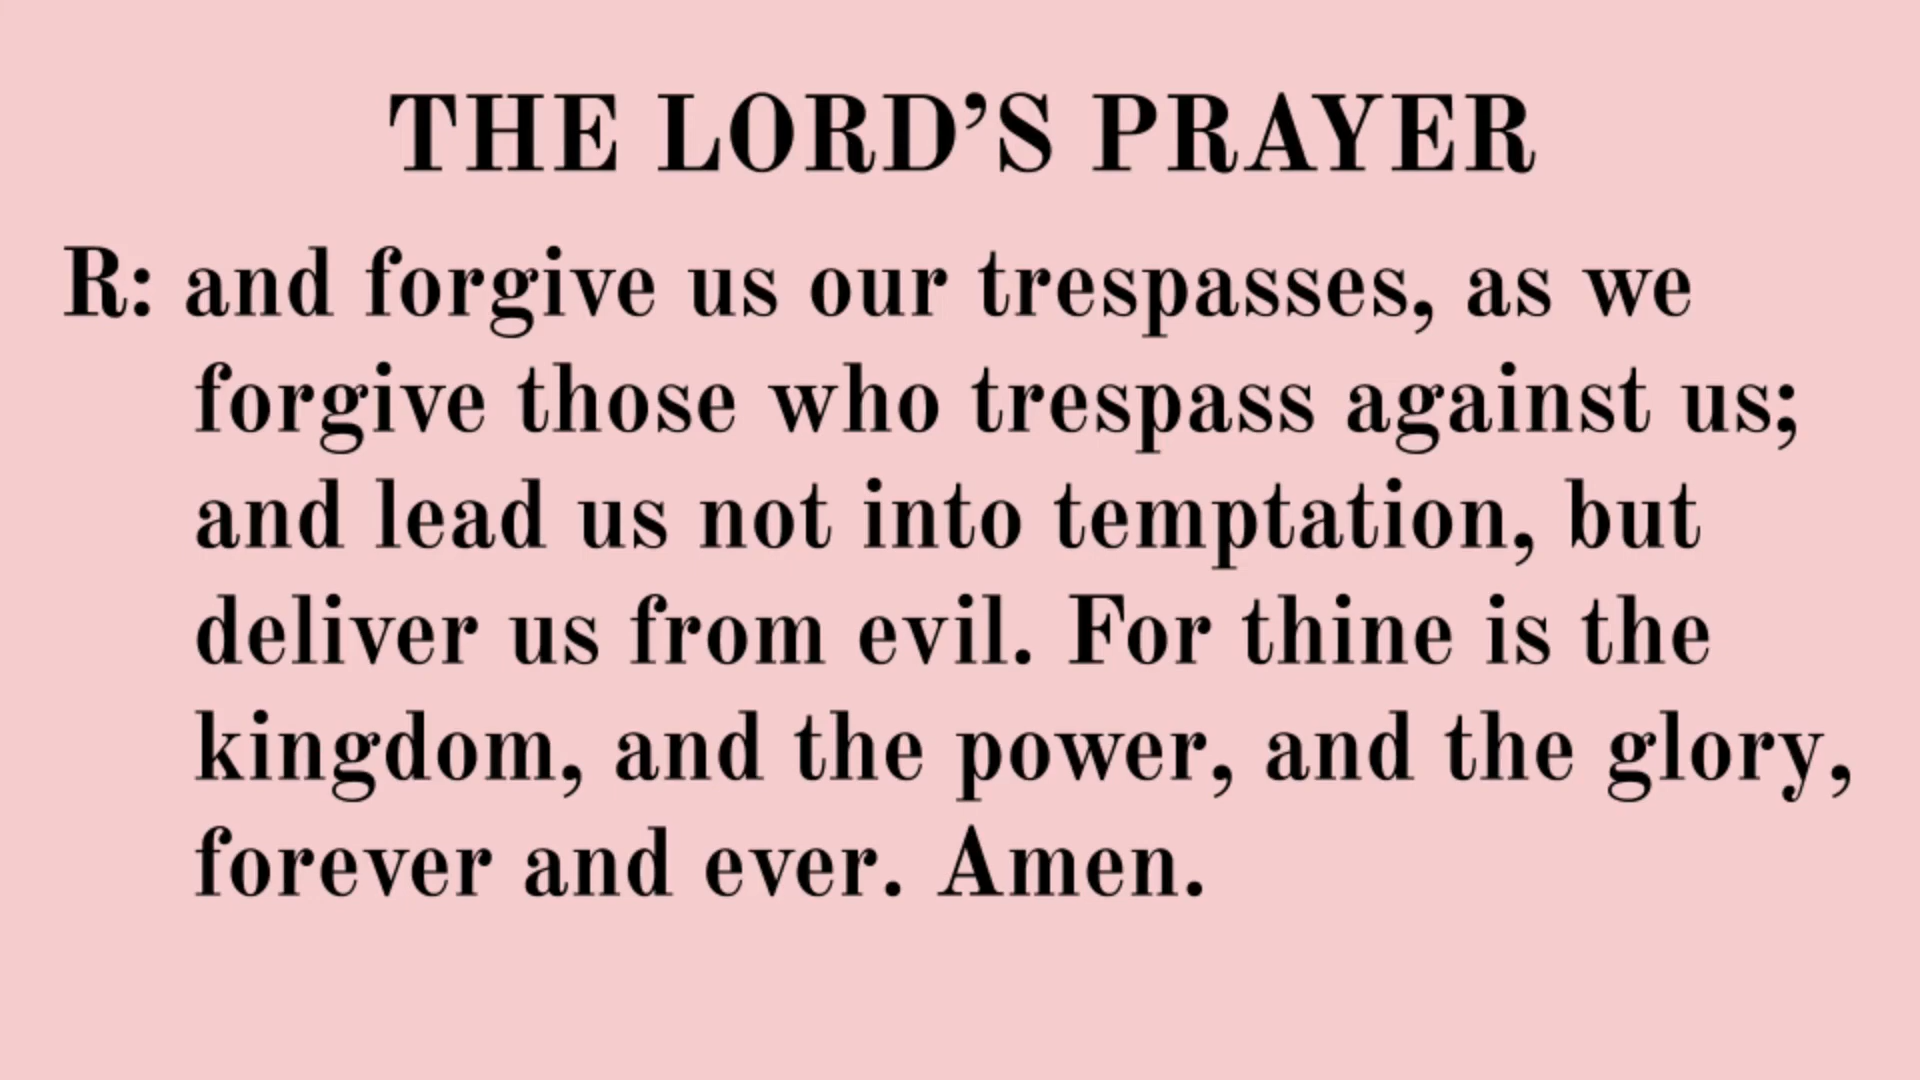 THE LORD’S PRAYER
R: and forgive us our trespasses, as we
forgive those who trespass against us;
and lead us not into temptation, but
deliver us from evil. For thine is the
kingdom, and the power, and the glory,
forever and ever. Amen.